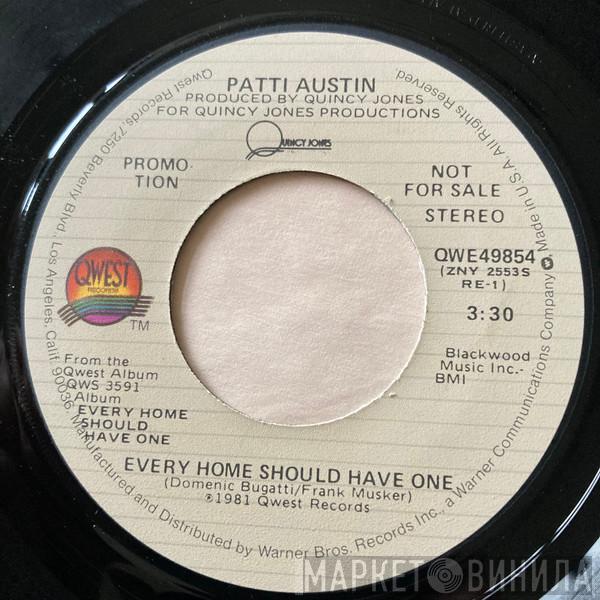 PATTI AUSTIN
PRODUCED BY QUINCY JONES
FOR QUINCY JONES PRODUCTIONS
QUINCY JONES
PROMO-
TION
NOT
FOR SALE
STEREO
QWE49854
(ZNY 2553S
RE-1)
3:30
Blackwood
Music Inc.-
BMI
QWEST
RECORDS
TM
From the
Qwest Album
QWS 3591
Album
EVERY HOME
SHOULD
HAVE ONE
EVERY HOME SHOULD HAVE ONE
(Domenic Bugatti/Frank Musker)
℗1981 Qwest Records
Qwest Records, 7250 Beverly Blvd., Los Angeles, Calif. 90036. Manufactured and Distributed by Warner Bros. Records Inc., a Warner Communications Company. Made in U.S.A. All Rights Reserved.
МАРКЕТ ВИНИЛА